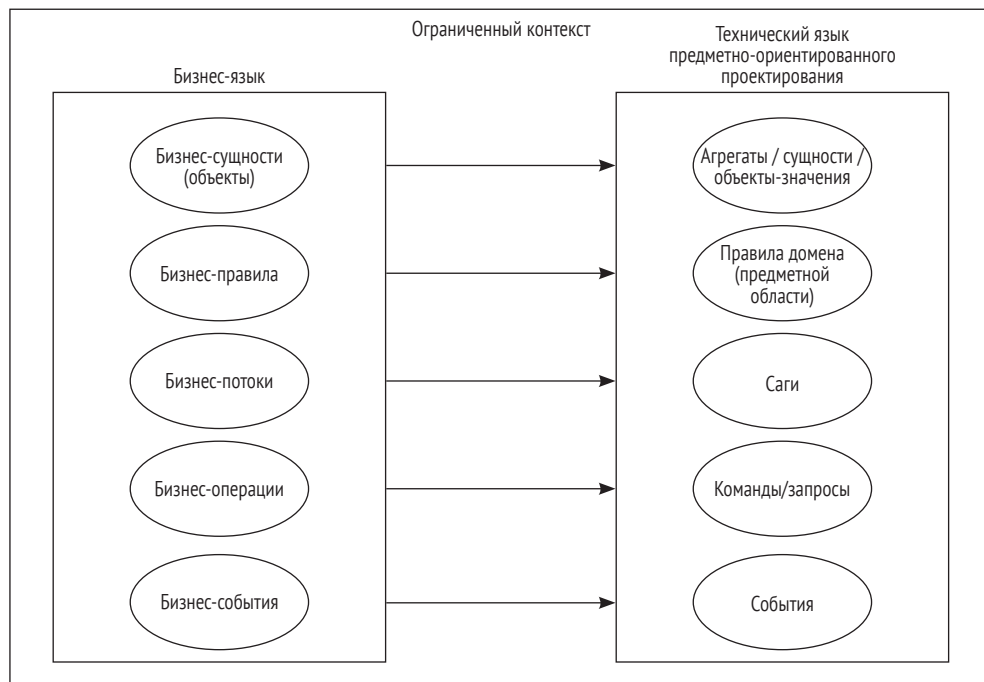 Ограниченный контекст
Технический язык
предметно-ориентированного
проектирования
Бизнес-язык
Бизнес-сущности
(объекты)
Агрегаты / сущности /
объекты-значения
Бизнес-правила
Правила домена
(предметной
области)
Бизнес-потоки
Саги
Бизнес-операции
Команды/запросы
Бизнес-события
События